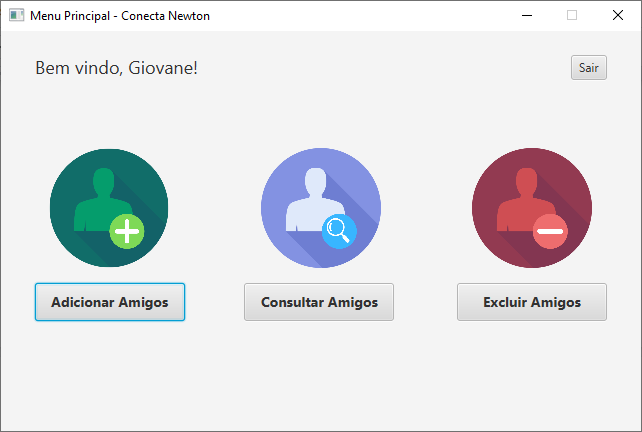 Menu Principal - Conecta Newton
Bem vindo, Giovane!
Sair
Adicionar Amigos
Consultar Amigos
Excluir Amigos